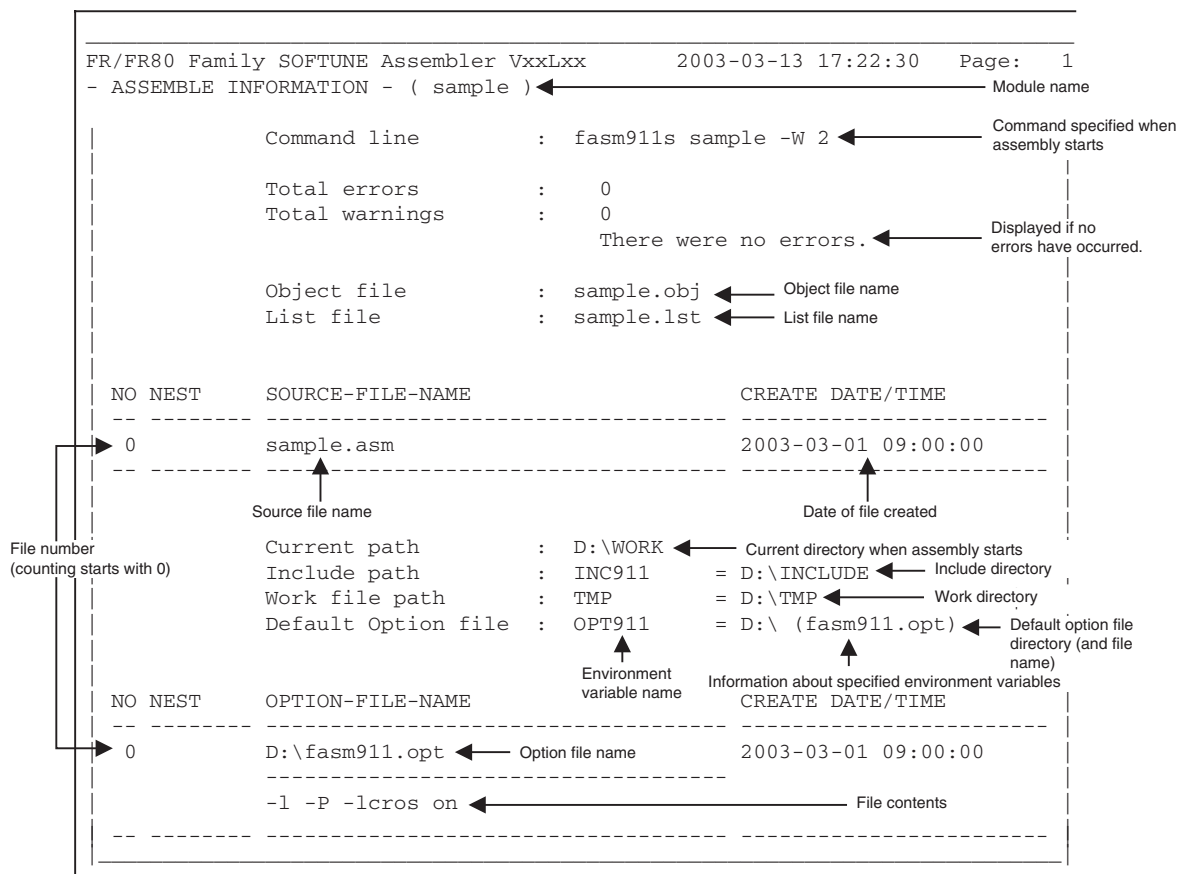 FR/FR80 Family SOFTUNE Assembler VxxLxx 2003-03-13 17:22:30 Page: 1
- ASSEMBLE INFORMATION - ( sample ) Module name
Command line : fasm911s sample -W 2 Command specified when assembly starts
Total errors : 0
Total warnings : 0
There were no errors. Displayed if no errors have occurred.
Object file : sample.obj Object file name
List file : sample.lst List file name
NO NEST SOURCE-FILE-NAME CREATE DATE/TIME
-- -------- ------------------------------------ ------------------------
0 sample.asm 2003-03-01 09:00:00
-- -------- ------------------------------------ ------------------------
Source file name Date of file created
File number
(counting starts with 0)
Current path : D:\WORK Current directory when assembly starts
Include path : INC911 = D:\INCLUDE Include directory
Work file path : TMP = D:\TMP Work directory
Default Option file : OPT911 = D:\ (fasm911.opt) Default option file directory (and file name)
Environment variable name Information about specified environment variables
NO NEST OPTION-FILE-NAME CREATE DATE/TIME
-- -------- ------------------------------------ ------------------------
0 D:\fasm911.opt Option file name 2003-03-01 09:00:00
------------------------------------
-l -P -lcros on File contents
-- -------- ------------------------------------ ------------------------